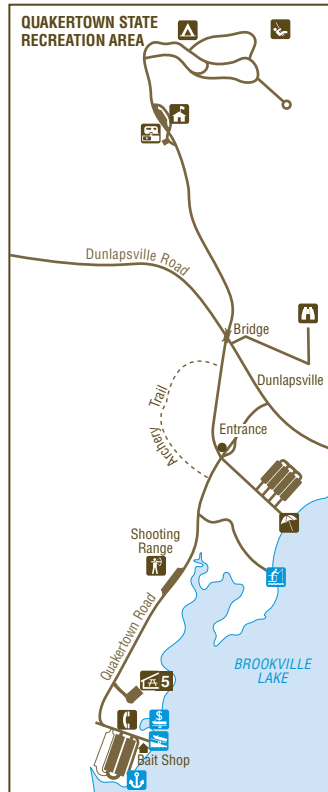 QUAKERTOWN STATE
RECREATION AREA
Dunlapsville Road
Bridge
Dunlapsville
Archery Trail
Entrance
Shooting
Range
Quakertown Road
5
$
BROOKVILLE
LAKE
Bait Shop